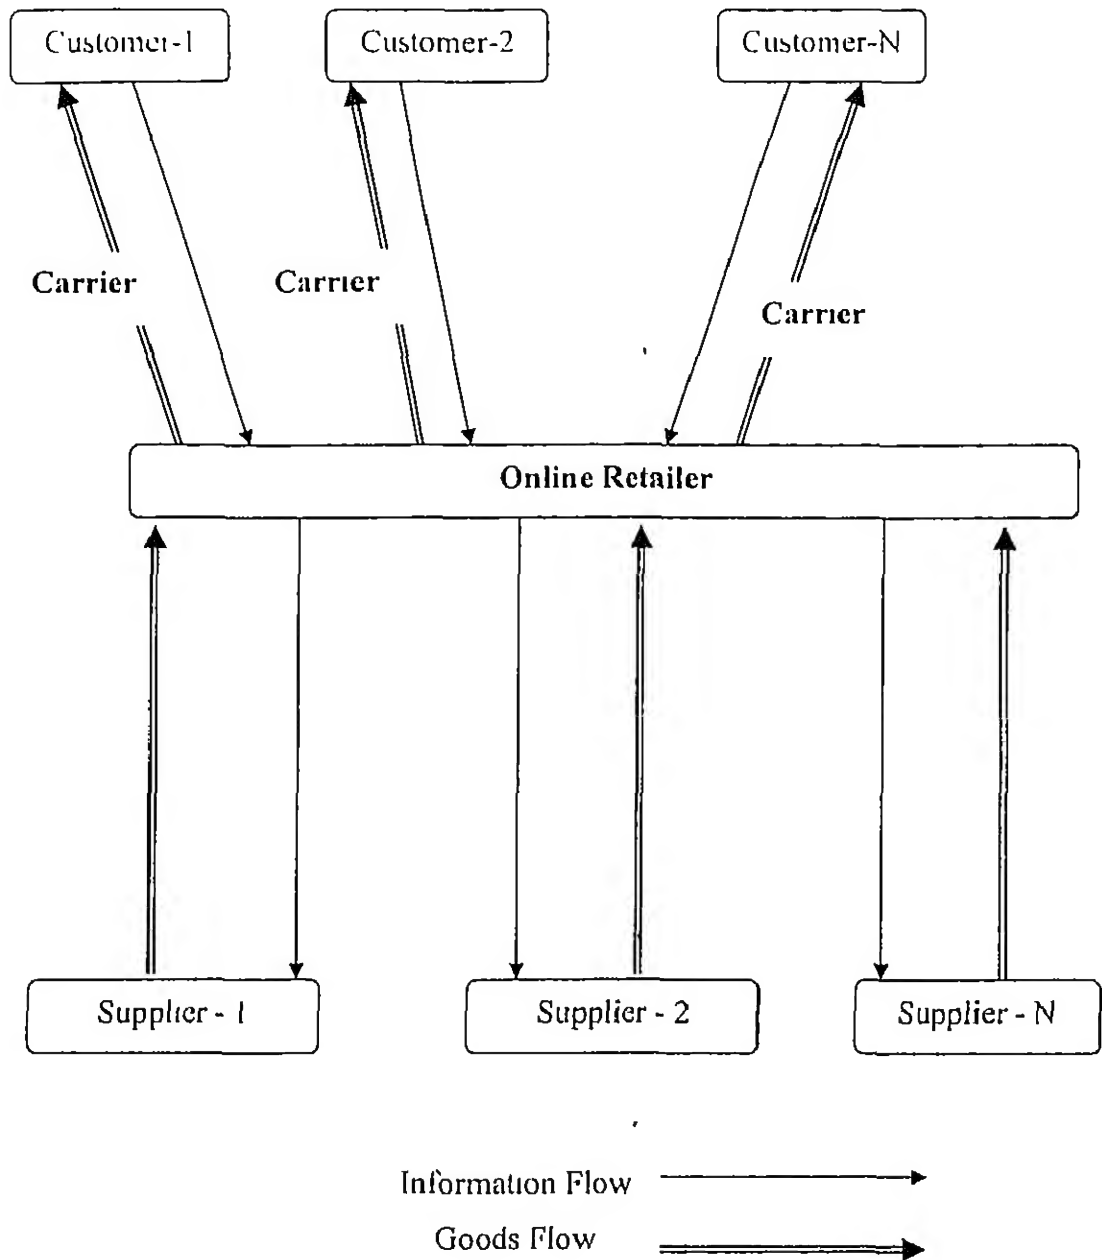 Customer-1
Customer-2
Customer-N
Carrier
Carrier
Carrier
Online Retailer
Supplier - 1
Supplier - 2
Supplier - N
Information Flow
Goods Flow